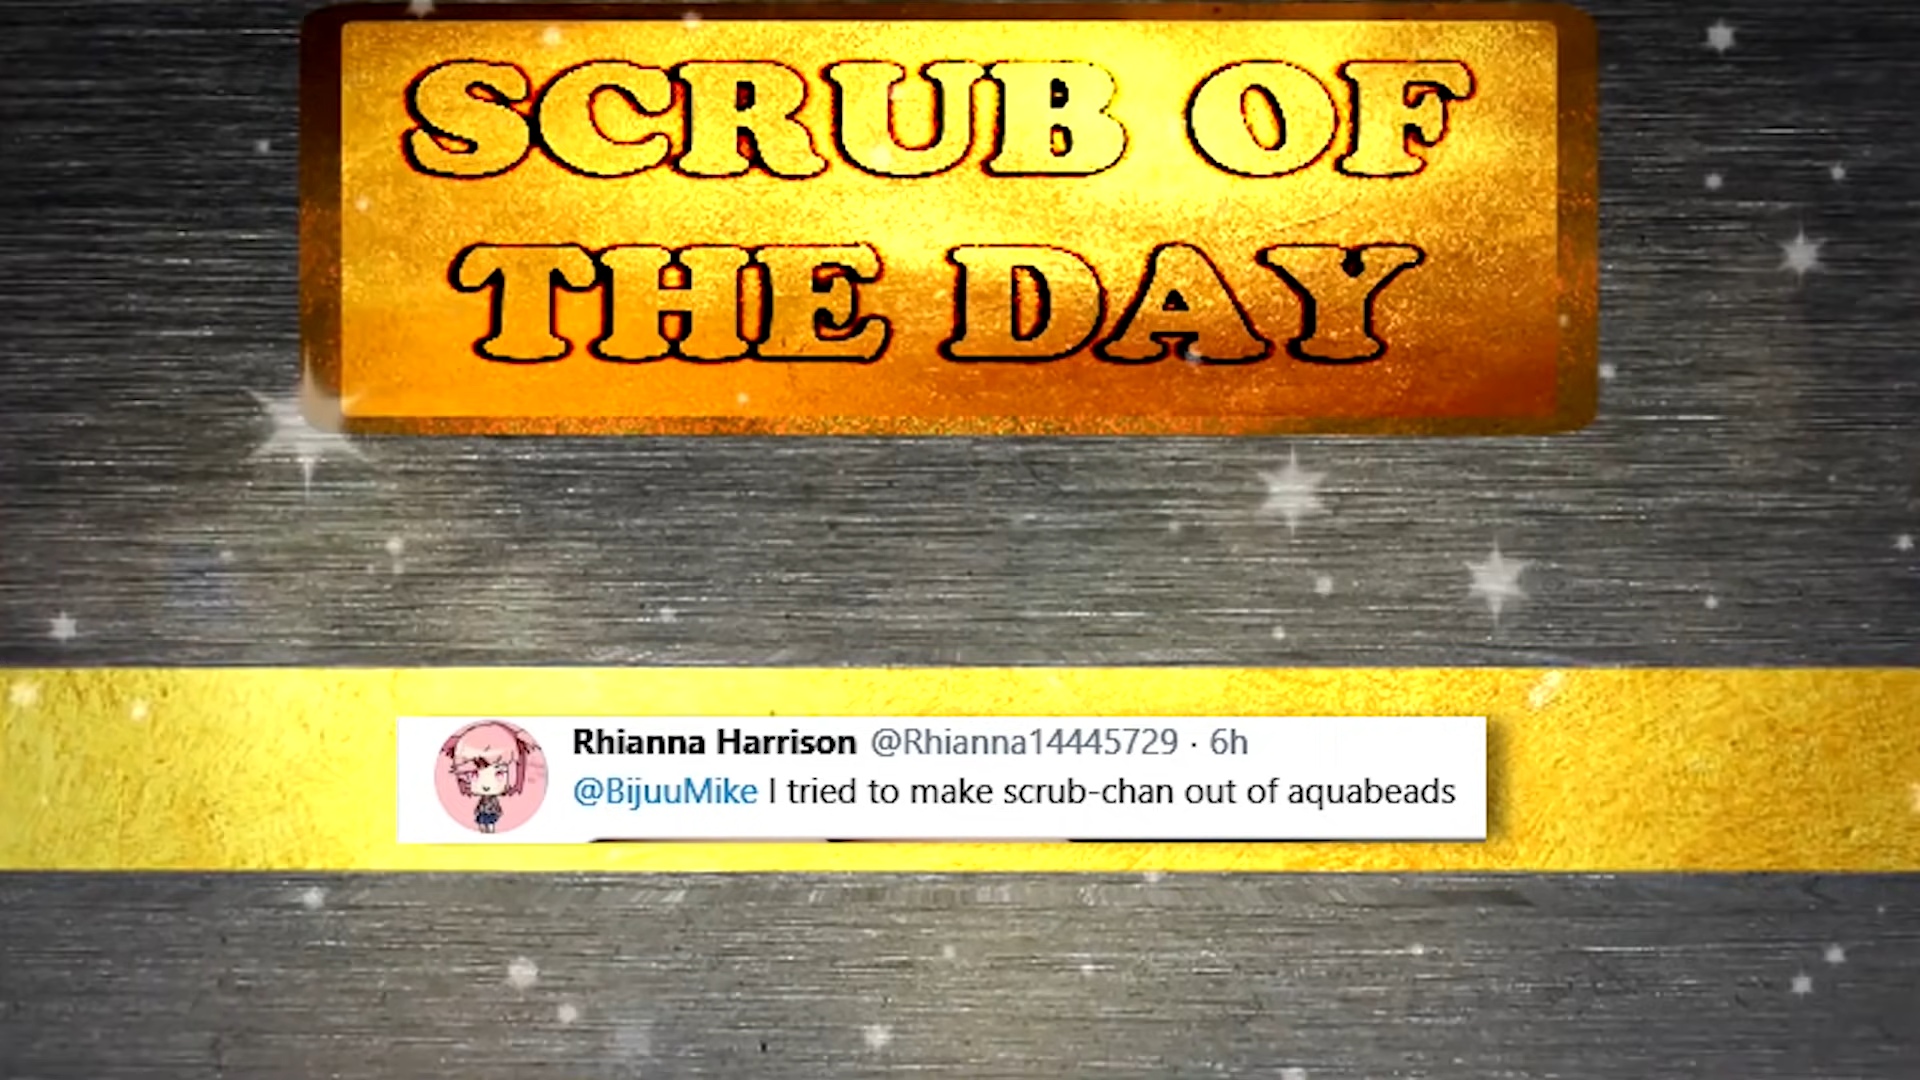 SCRUB OF
THE DAY
Rhianna Harrison @Rhianna14445729 · 6h
@BijuuMike I tried to make scrub-chan out of aquabeads